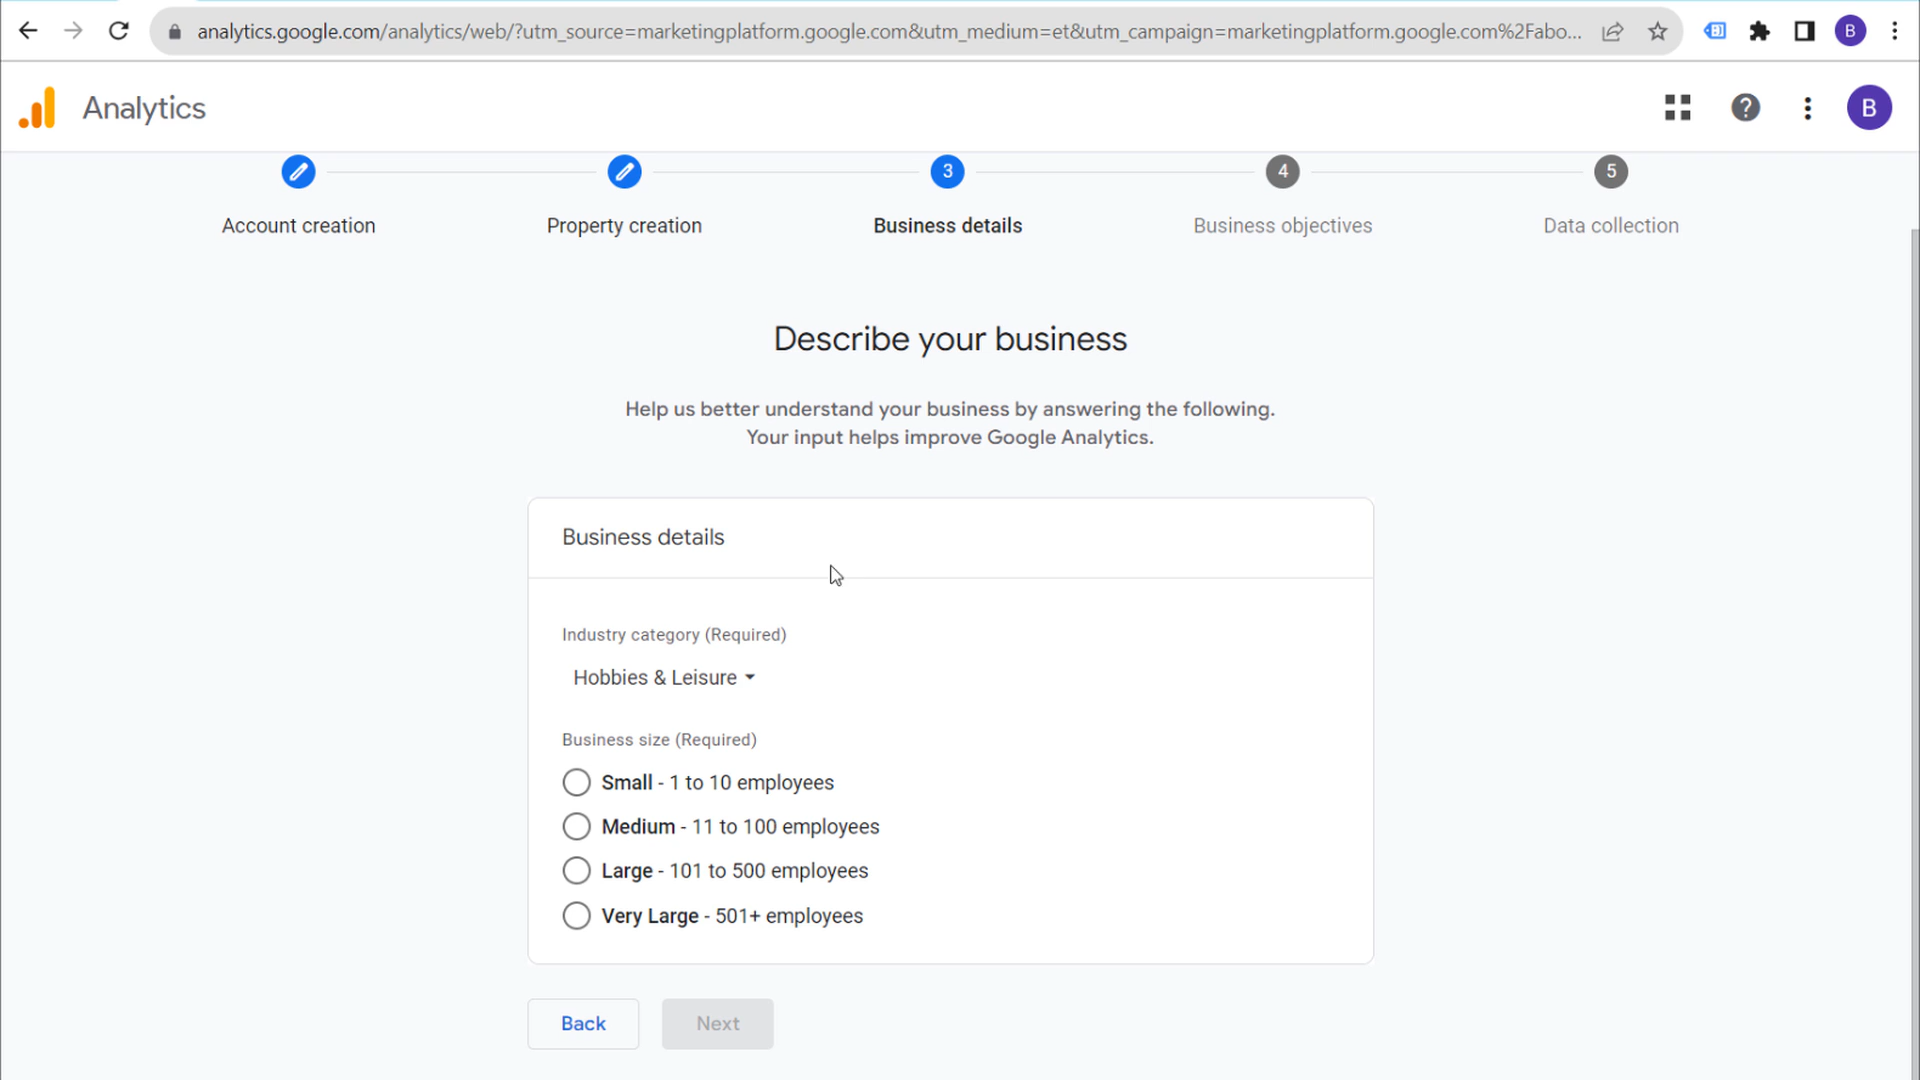 analytics.google.com/analytics/web/?utm_source=marketingplatform.google.com&utm_medium=et&utm_campaign=marketingplatform.google.com%2Fabo...
B
Analytics
?
B
3
4
5
Account creation
Property creation
Business details
Business objectives
Data collection
Describe your business
Help us better understand your business by answering the following.
Your input helps improve Google Analytics.
Business details
Industry category (Required)
Hobbies & Leisure
Business size (Required)
Small - 1 to 10 employees
Medium - 11 to 100 employees
Large - 101 to 500 employees
Very Large - 501+ employees
Back
Next